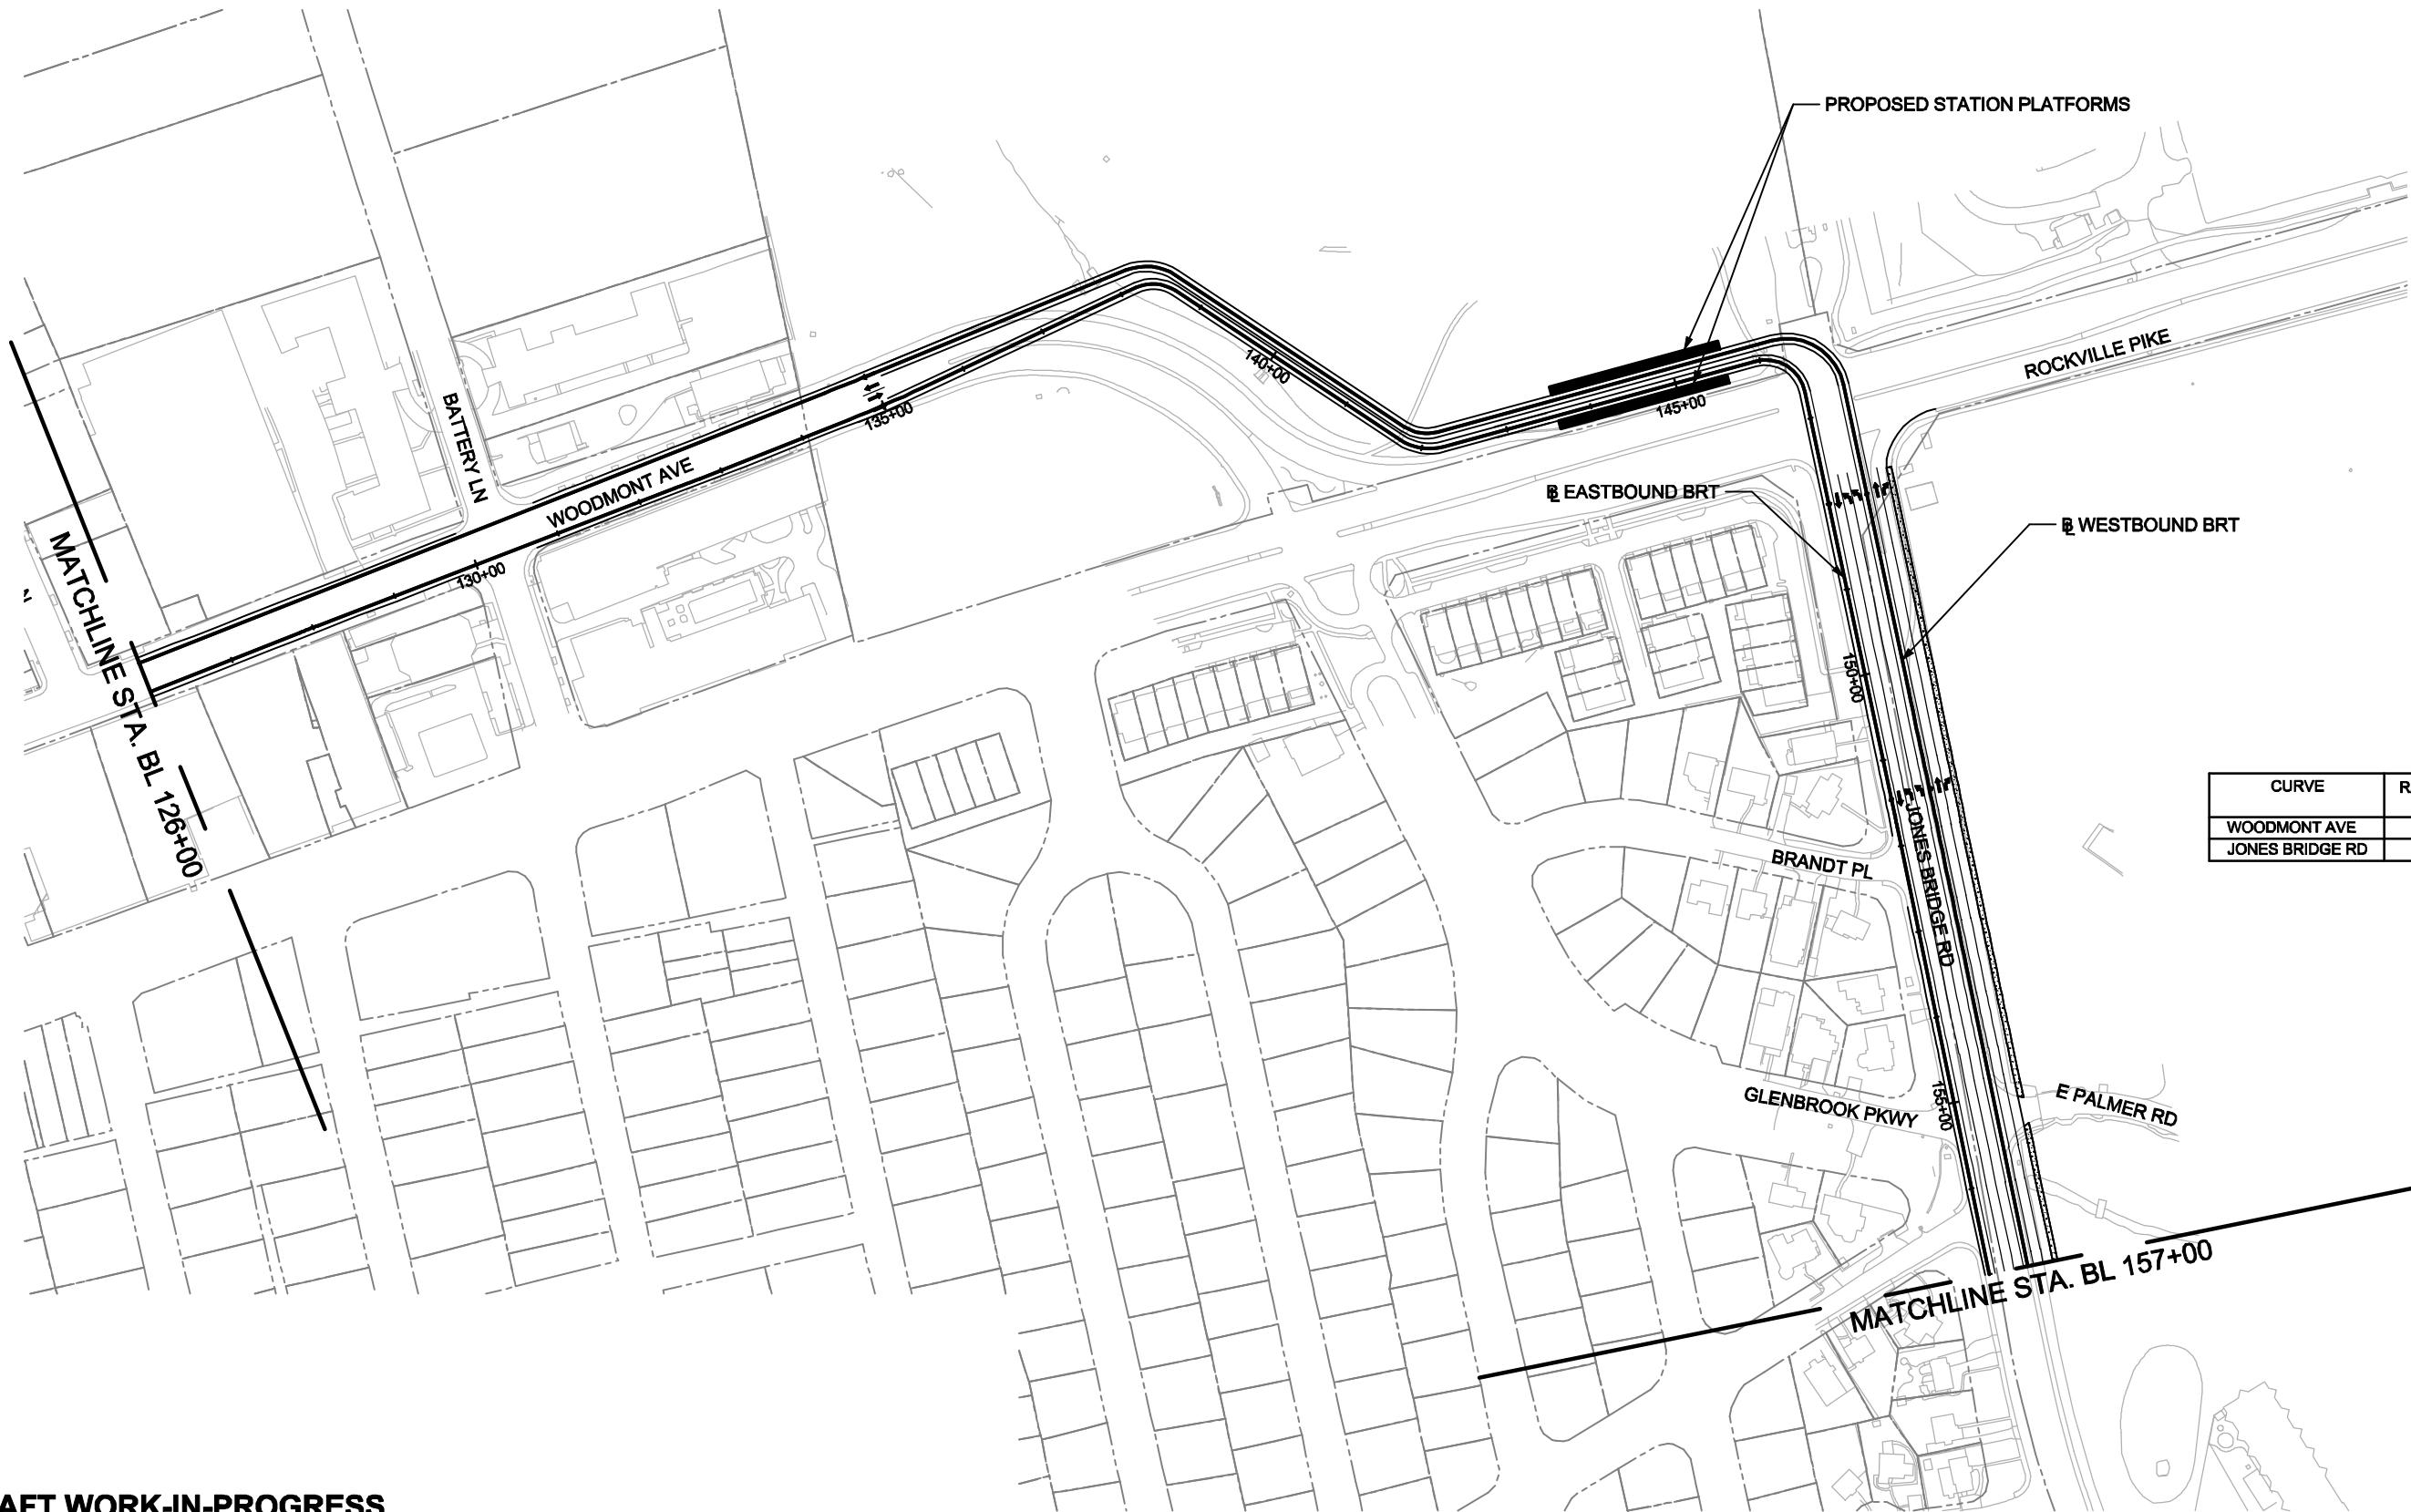 PROPOSED STATION PLATFORMS
ROCKVILLE PIKE
140+00
145+00
135+00
BATTERY LN
WOODMONT AVE
130+00
BL EASTBOUND BRT
BL WESTBOUND BRT
MATCHLINE STA. BL 126+00
150+00
CURVE
WOODMONT AVE
JONES BRIDGE RD
JONES BRIDGE RD
BRANDT PL
GLENBROOK PKWY
155+00
E PALMER RD
MATCHLINE STA. BL 157+00
AFT WORK-IN-PROGRESS